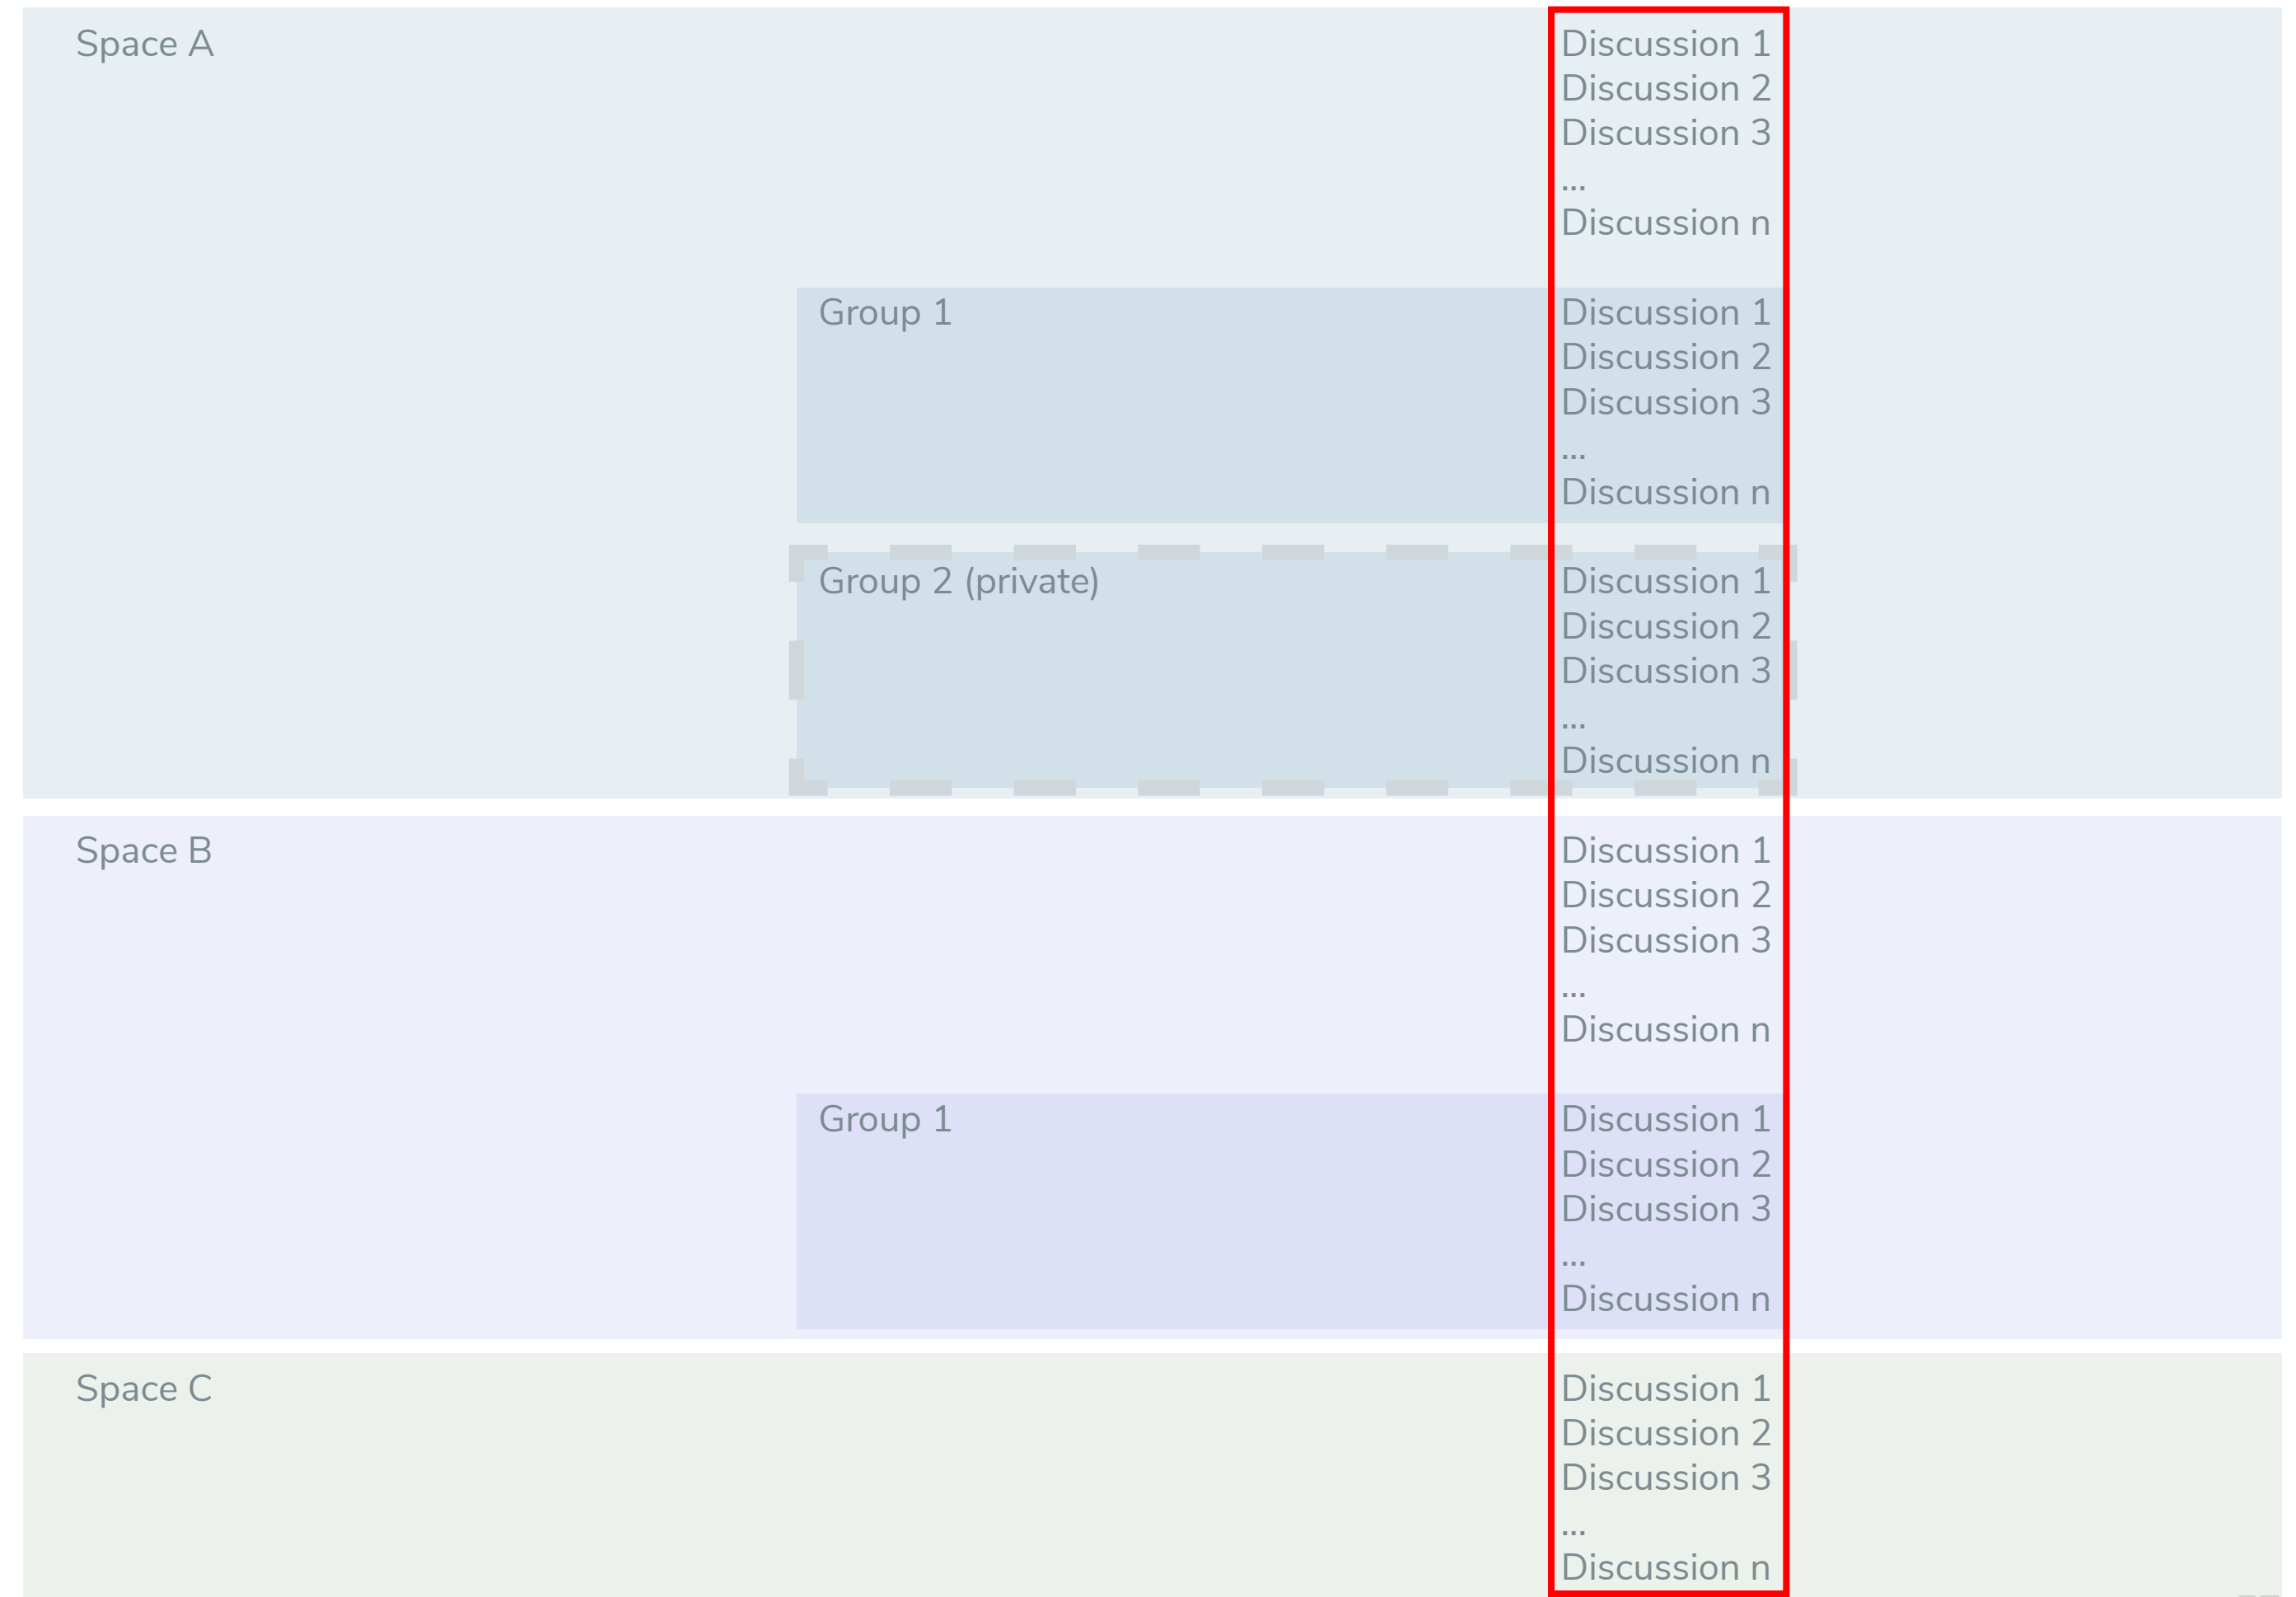 Space A Discussion 1
Discussion 2
Discussion 3
...
Discussion n
Group 1 Discussion 1
Discussion 2
Discussion 3
...
Discussion n
Group 2 (private) Discussion 1
Discussion 2
Discussion 3
...
Discussion n
Space B Discussion 1
Discussion 2
Discussion 3
...
Discussion n
Group 1 Discussion 1
Discussion 2
Discussion 3
...
Discussion n
Space C Discussion 1
Discussion 2
Discussion 3
...
Discussion n